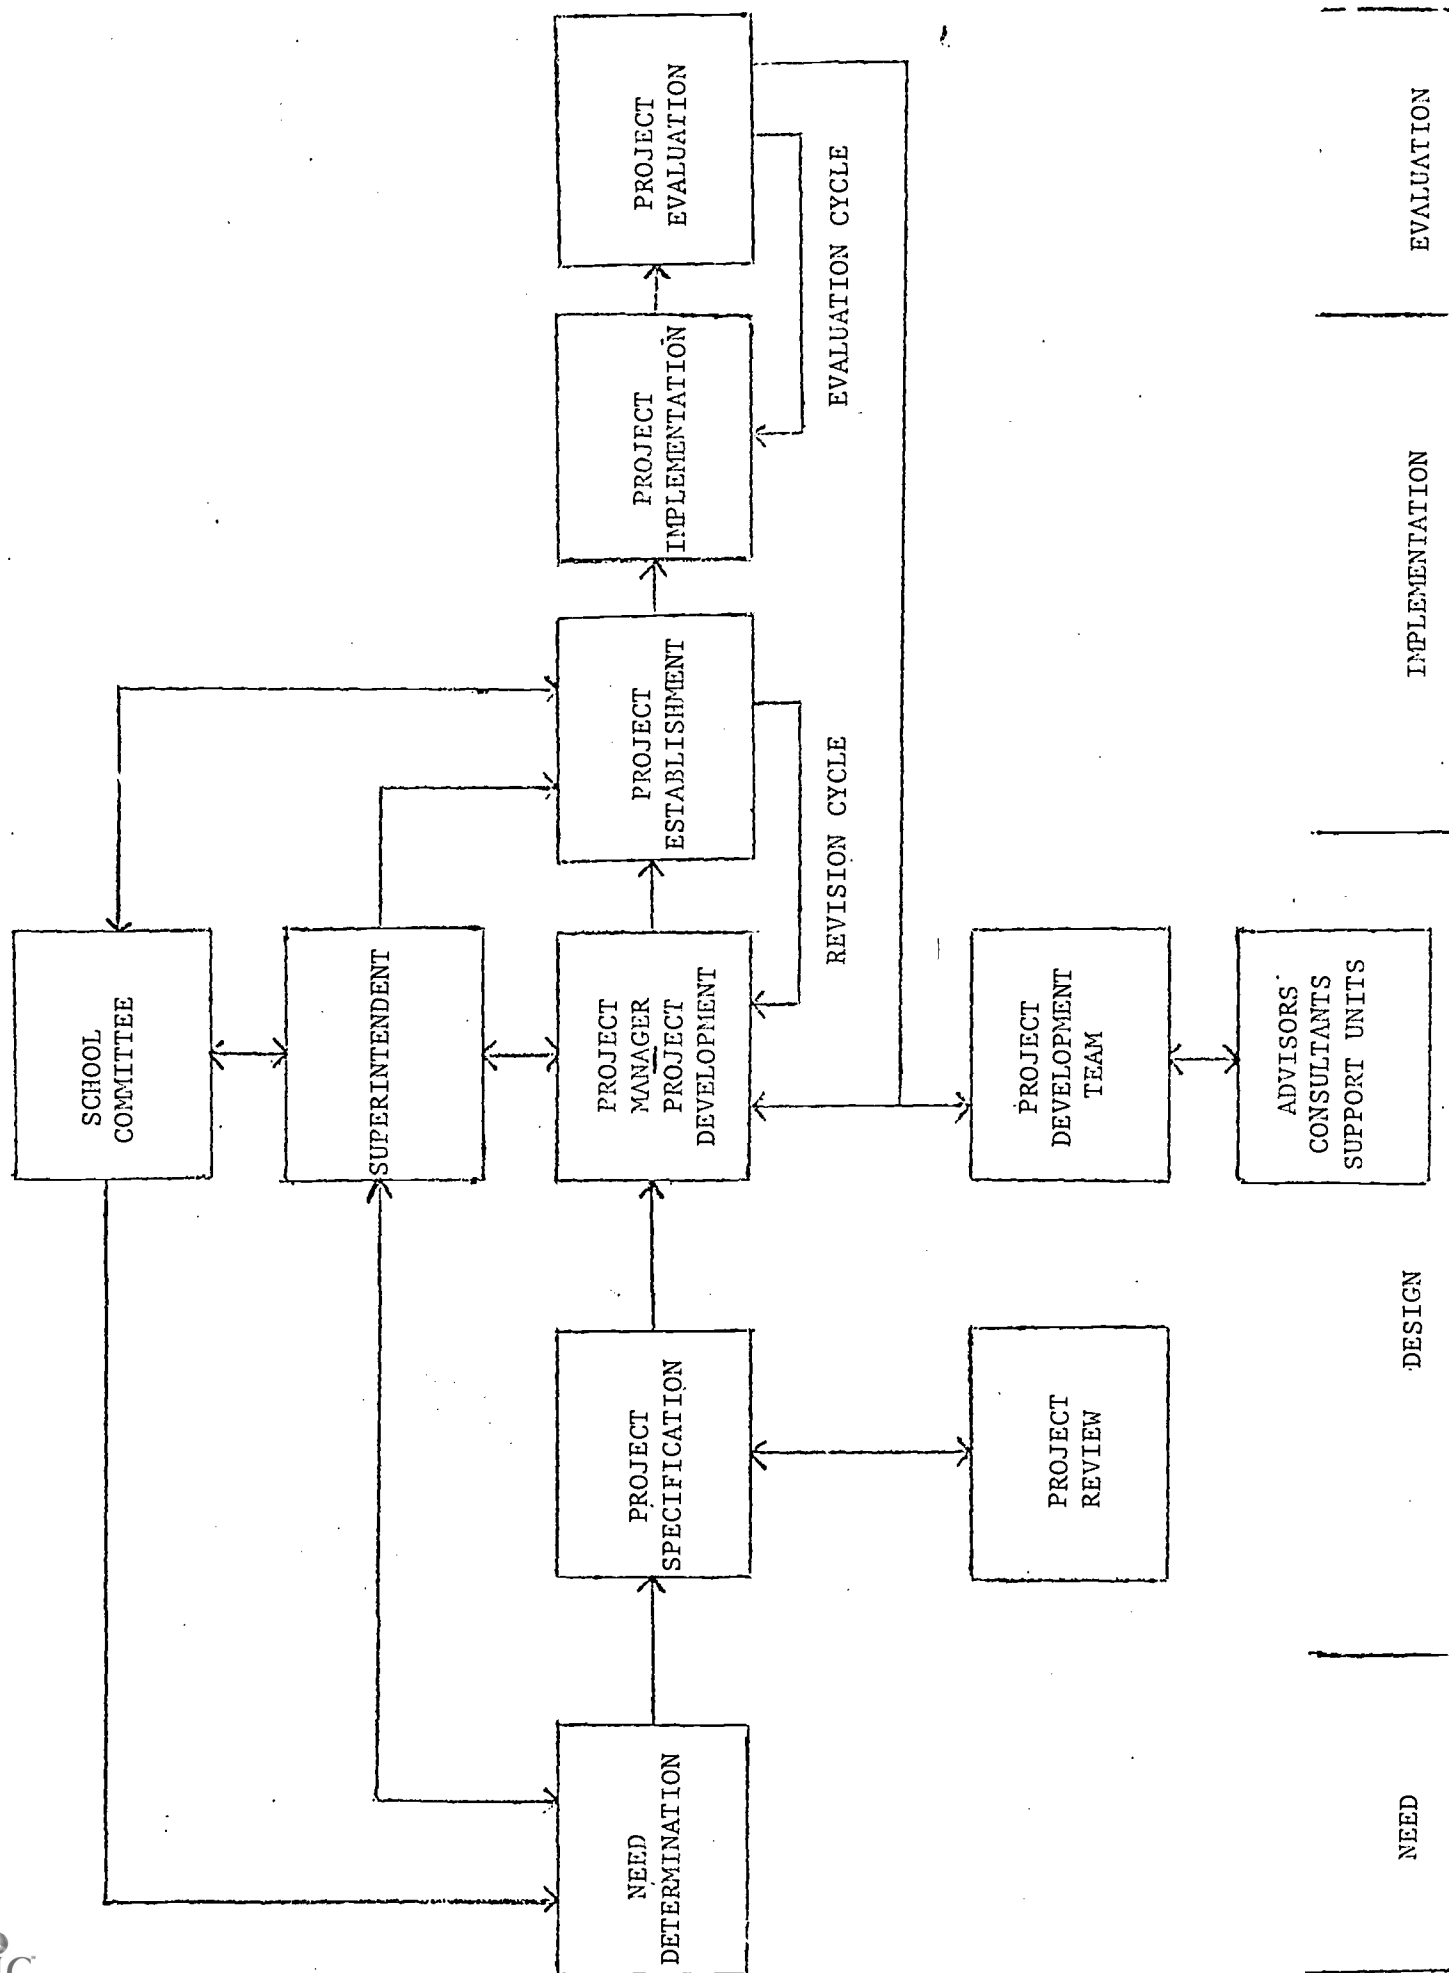 SCHOOL
COMMITTEE
SUPERINTENDENT
NEED
DETERMINATION
PROJECT
SPECIFICATION
PROJECT
MANAGER
PROJECT
DEVELOPMENT
PROJECT
ESTABLISHMENT
PROJECT
IMPLEMENTATION
PROJECT
EVALUATION
REVISION CYCLE
EVALUATION CYCLE
PROJECT
REVIEW
PROJECT
DEVELOPMENT
TEAM
ADVISORS
CONSULTANTS
SUPPORT UNITS
NEED
DESIGN
IMPLEMENTATION
EVALUATION